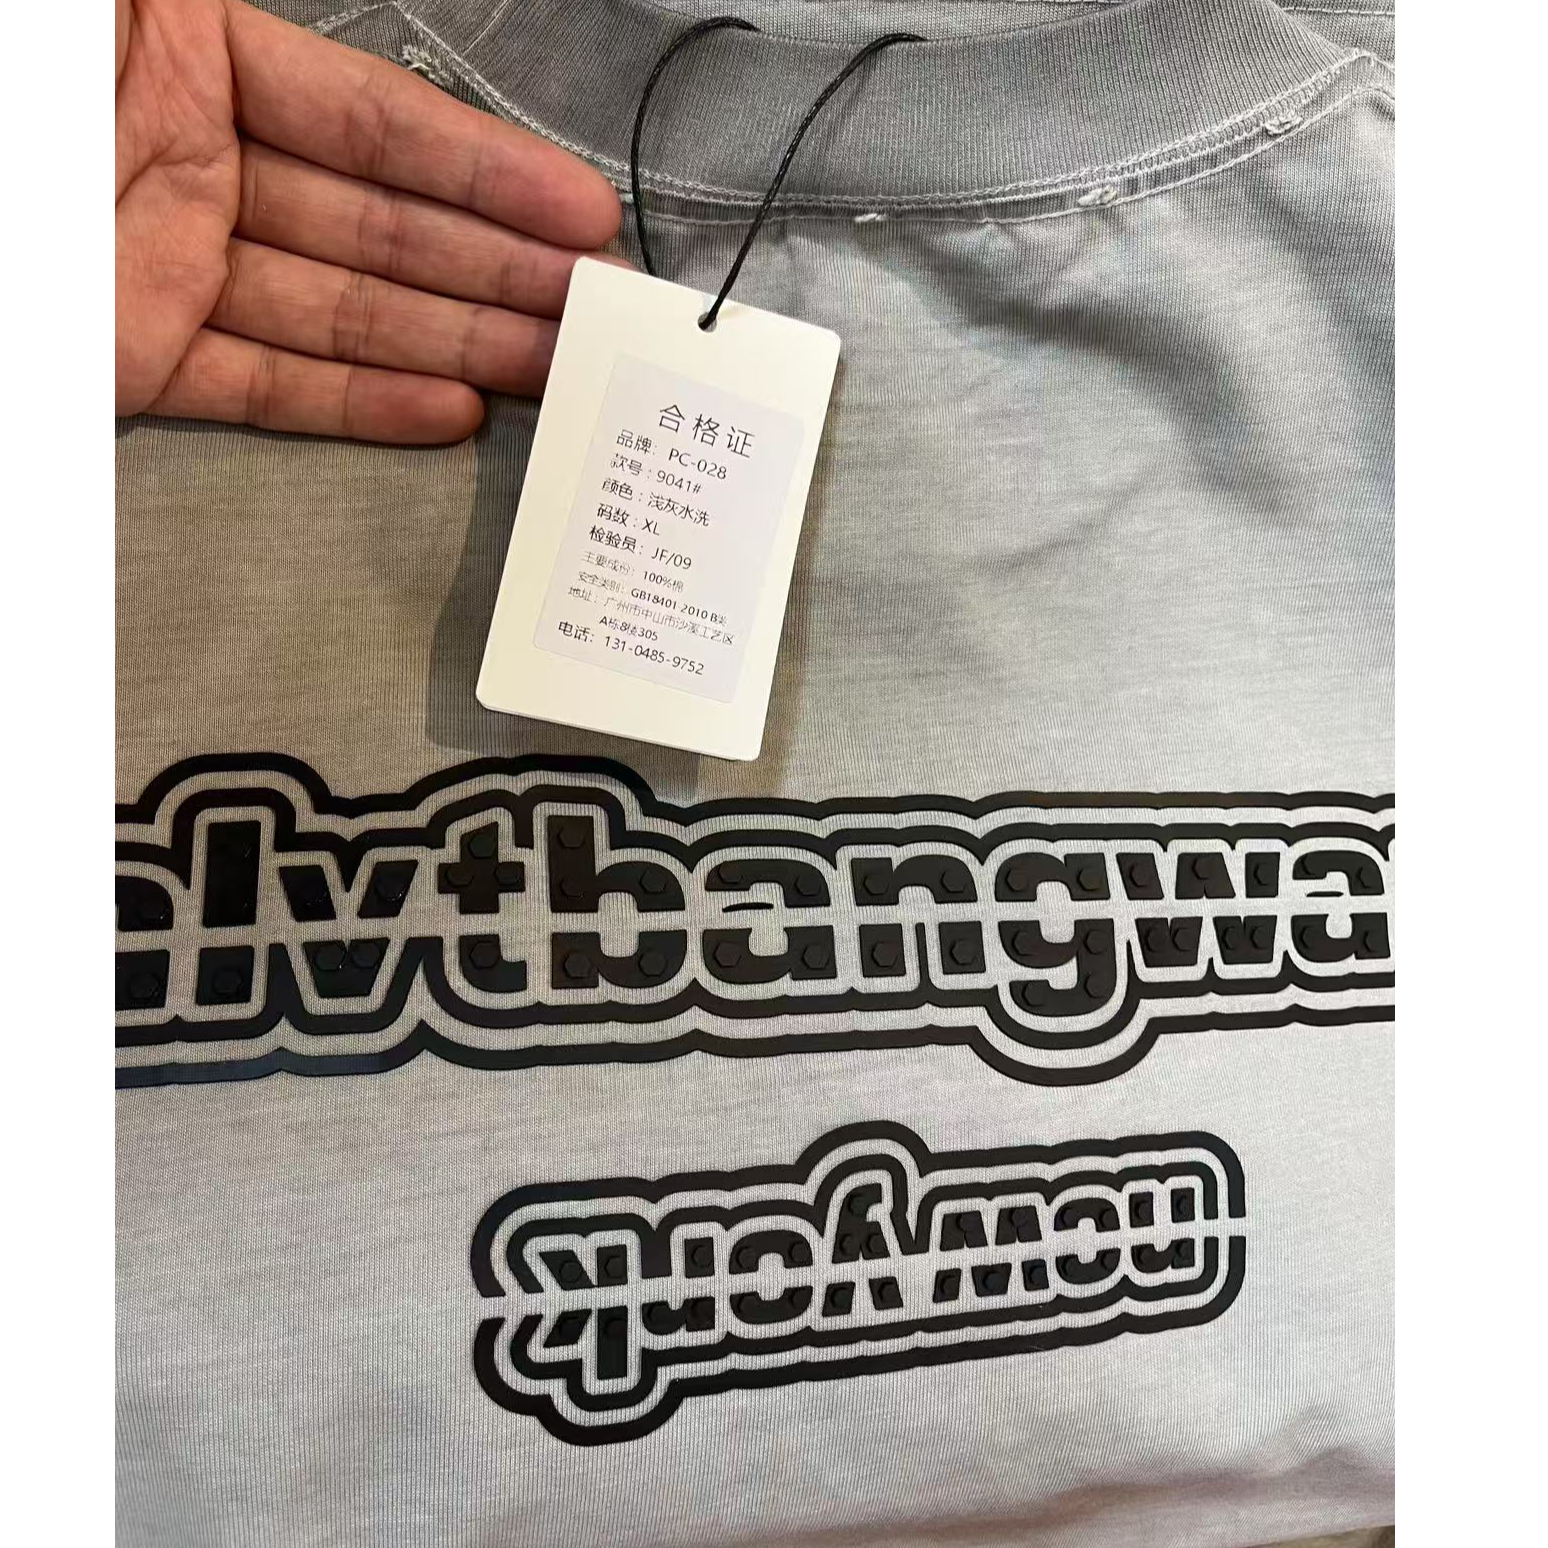 合格证
品牌： PC-028
款号：9041#
颜色：浅灰水洗
码数：XL
检验员：JF/09
主要成份：100%棉
安全类别：GB18401 2010 B类
地址：广州市中山市沙溪工艺区
A栋8楼305
电话：131-0485-9752
lvtbangwa